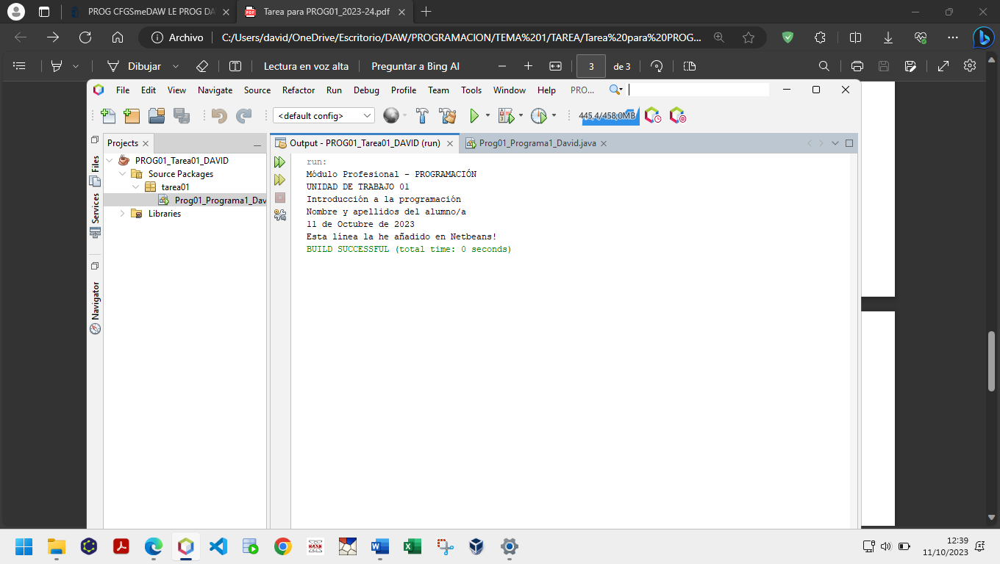 PROG CFGSmeDAW LE PROG DA
Tarea para PROG01_2023-24.pdf
Archivo
C:/Users/david/OneDrive/Escritorio/DAW/PROGRAMACION/TEMA%201/TAREA/Tarea%20para%20PROG...
Dibujar
Lectura en voz alta
Preguntar a Bing AI
3
de 3
File Edit View Navigate Source Refactor Run Debug Profile Team Tools Window Help PRO...
<default config>
445,4/458,0MB
Projects
Output - PROG01_Tarea01_DAVID (run)
Prog01_Programa1_David.java
Files
Services
Navigator
PROG01_Tarea01_DAVID
Source Packages
tarea01
Prog01_Programa1_Dav
Libraries
run:
Módulo Profesional - PROGRAMACIÓN
UNIDAD DE TRABAJO 01
Introducción a la programación
Nombre y apellidos del alumno/a
11 de Octubre de 2023
Esta línea la he añadido en Netbeans!
BUILD SUCCESSFUL (total time: 0 seconds)
12:39
11/10/2023